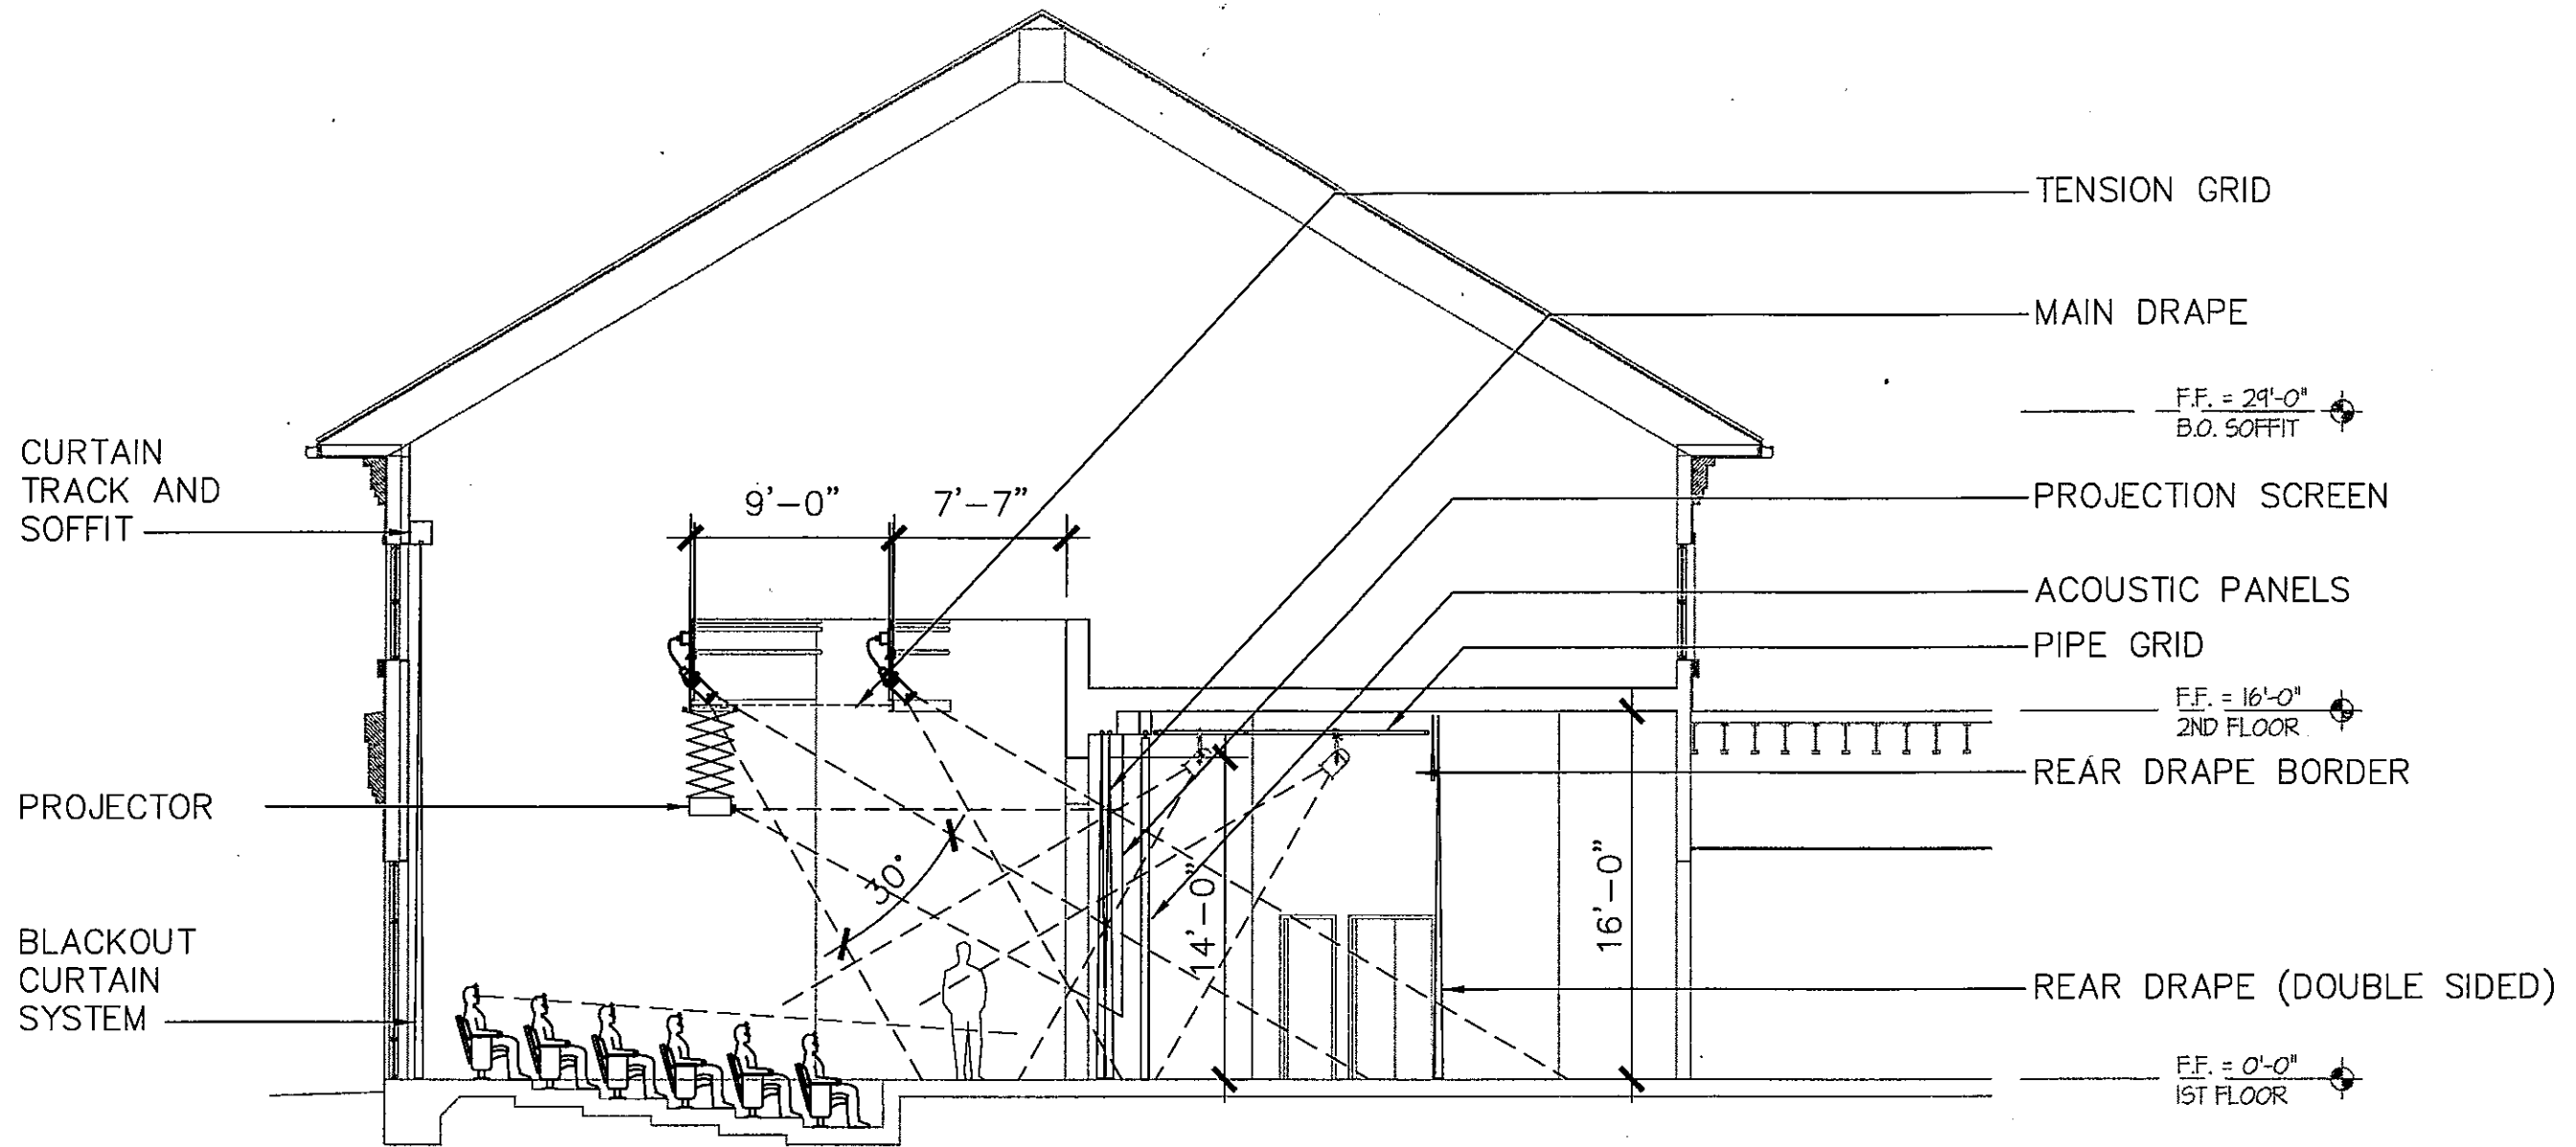 TENSION GRID
MAIN DRAPE
F.F. = 29'-0"
B.O. SOFFIT
CURTAIN
TRACK AND
SOFFIT
9'-0"
7'-7"
PROJECTION SCREEN
ACOUSTIC PANELS
PIPE GRID
F.F. = 16'-0"
2ND FLOOR
REAR DRAPE BORDER
PROJECTOR
30°
14'-0"
16'-0"
BLACKOUT
CURTAIN
SYSTEM
REAR DRAPE (DOUBLE SIDED)
F.F. = 0'-0"
1ST FLOOR